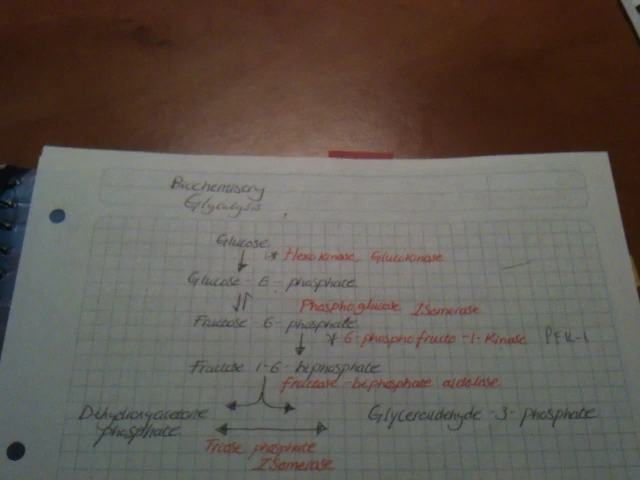 Biochemisery
Glycolysis
Glucose
* Hexokinase, Glucokinase
Glucose - 6 - phosphate
Phosphoglucose Isomerase
Fructose 6 - phosphate
* 6-phosphofructo-1-Kinase PFK-1
Fructose 1-6-biphosphate
fructose-biphosphate aldolase
Dihydroxyacetone
phosphate
Glyceraldehyde-3-phosphate
Triose phosphate
Isomerase